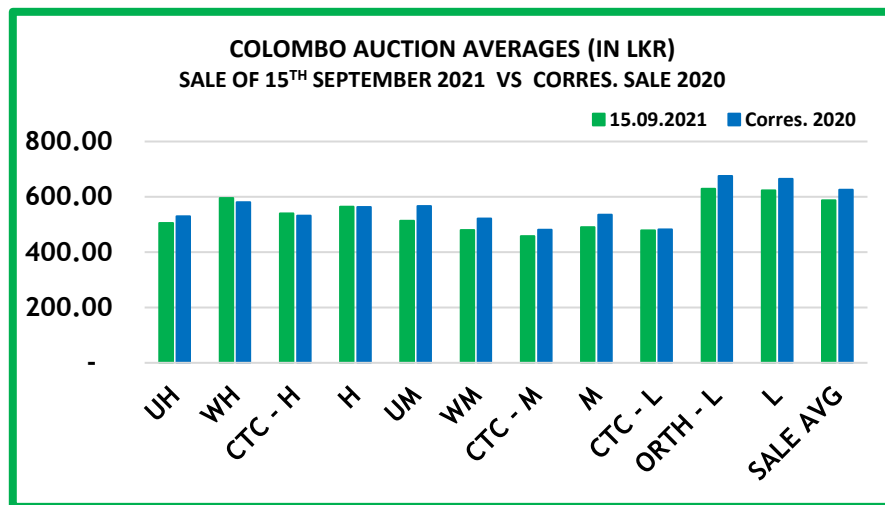 COLOMBO AUCTION AVERAGES (IN LKR)
SALE OF 15TH SEPTEMBER 2021 VS CORRES. SALE 2020
15.09.2021 Corres. 2020
800.00
600.00
400.00
200.00
-
UH WH CTC - H H UM WM CTC - M M CTC - L ORTH - L L SALE AVG